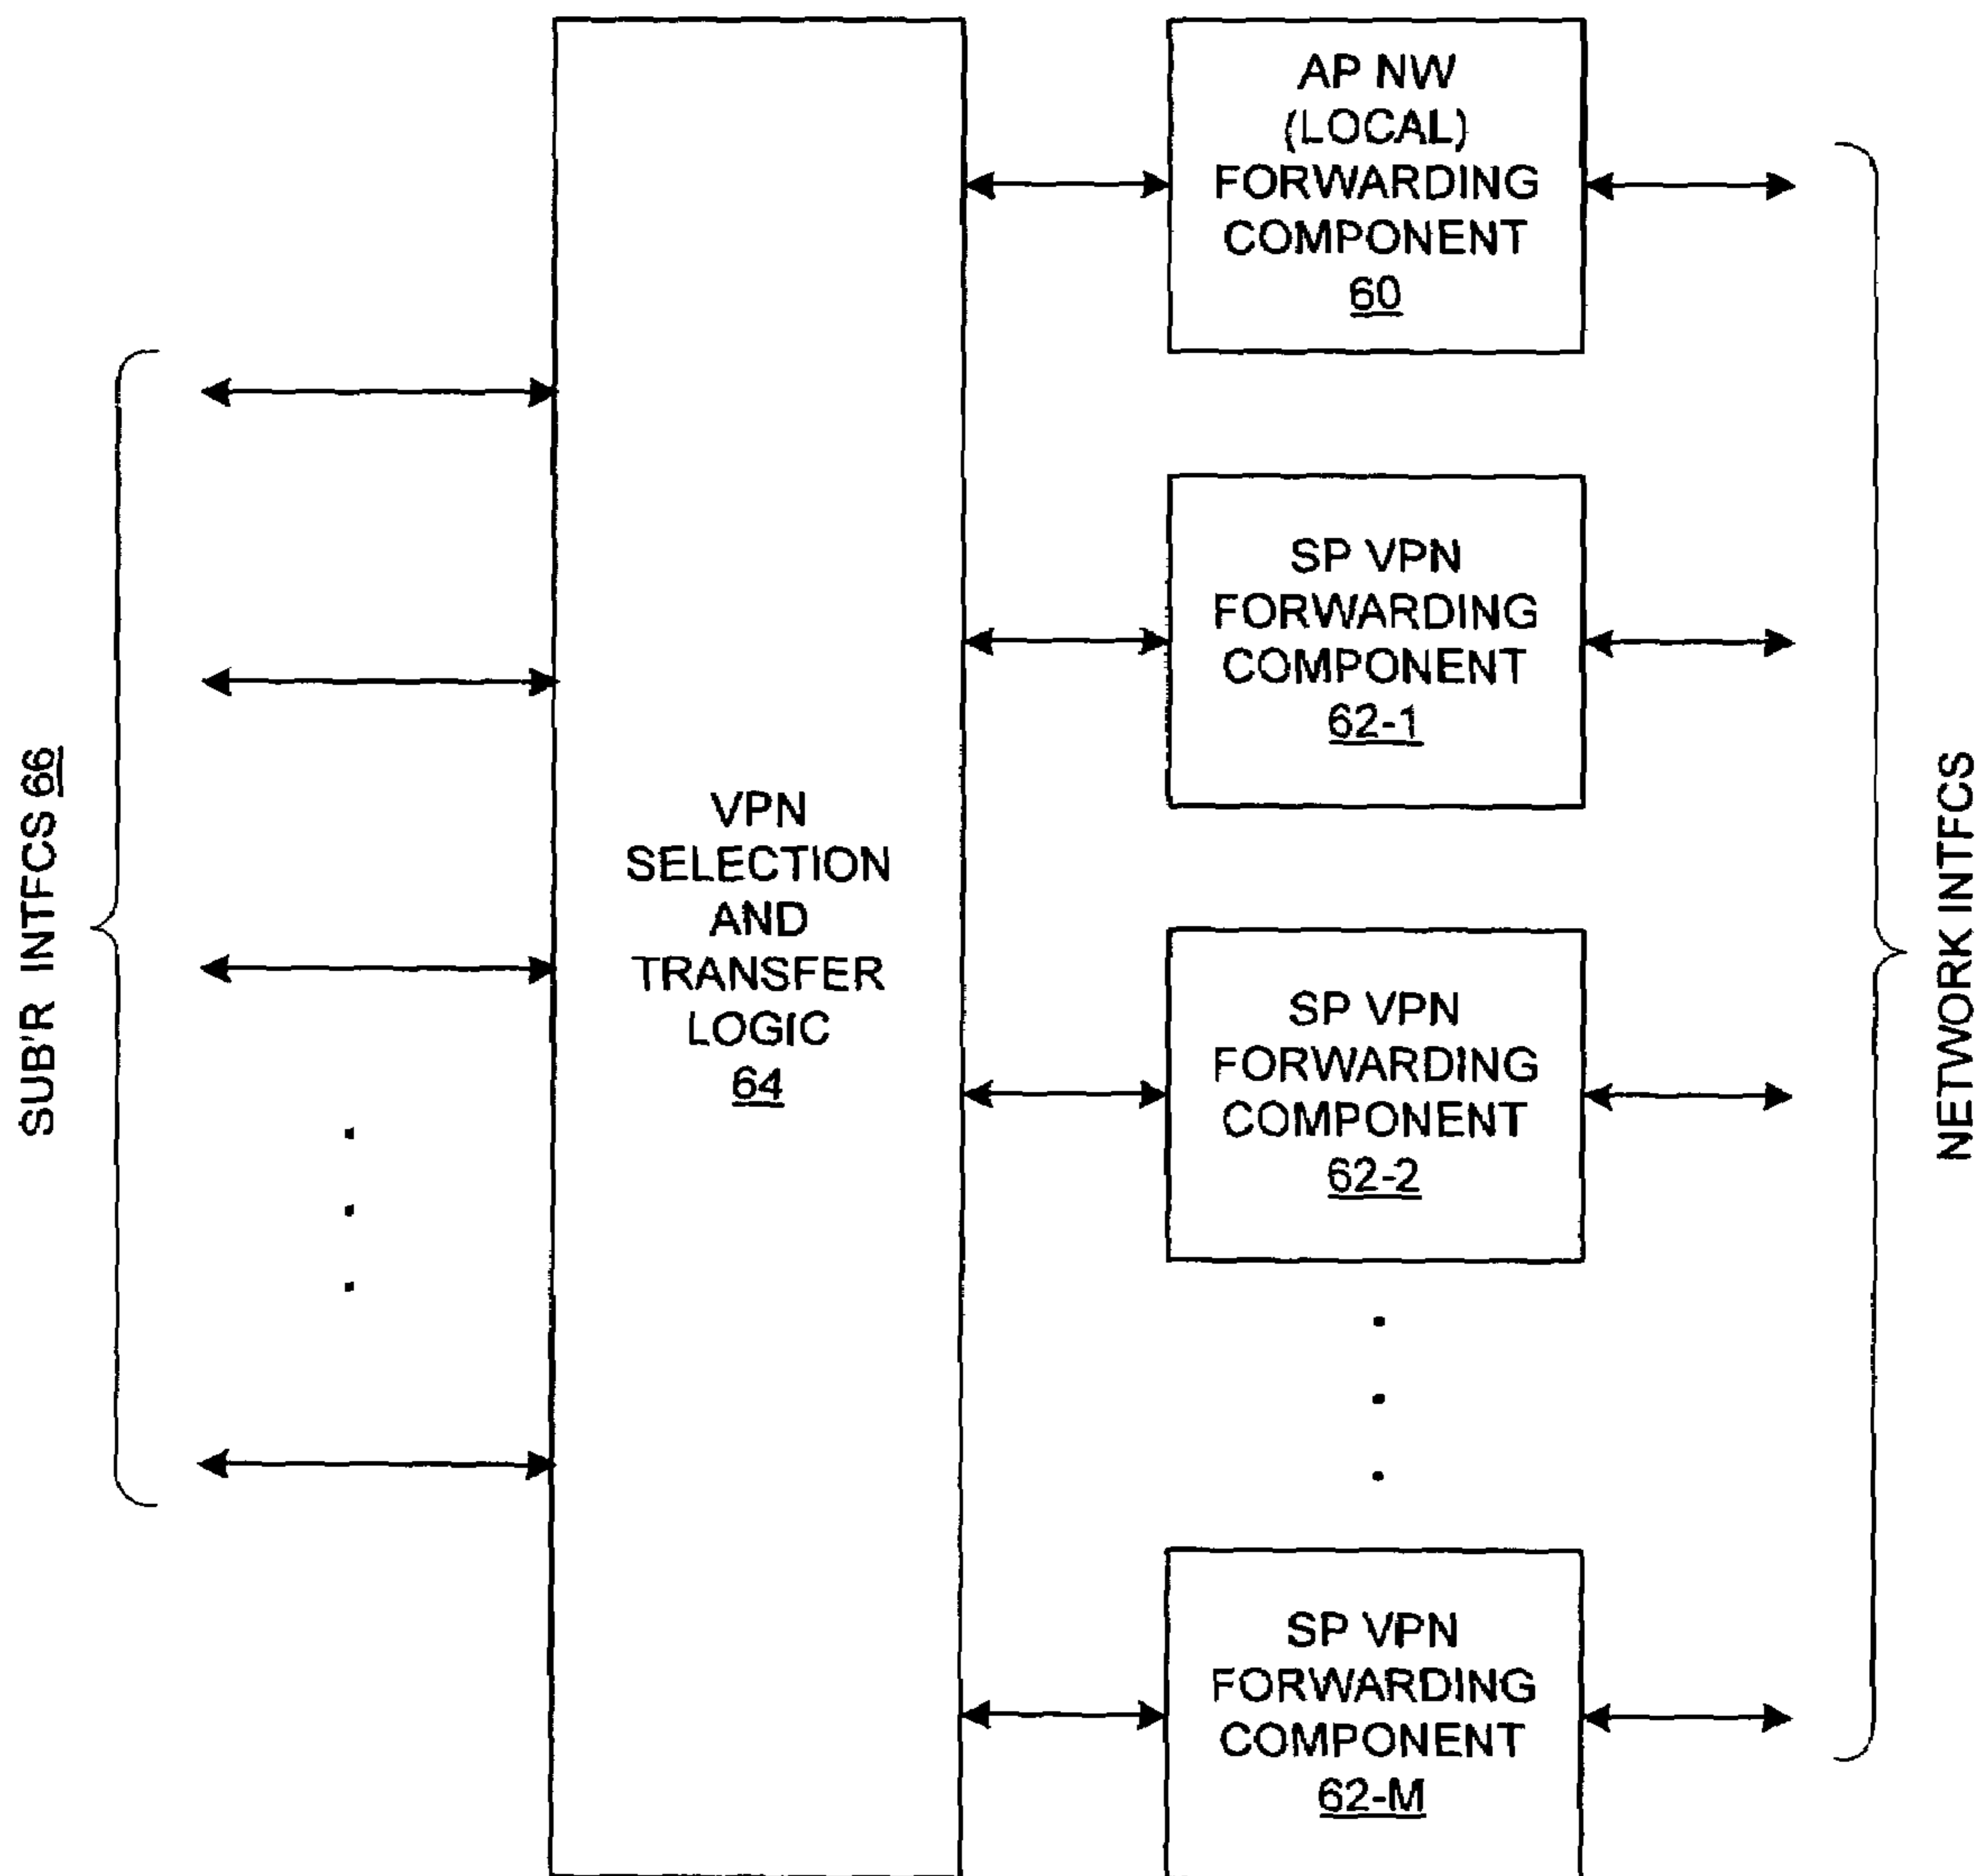 SUB'R INTFCS 66
VPN
SELECTION
AND
TRANSFER
LOGIC
64
AP NW
(LOCAL)
FORWARDING
COMPONENT
60
SP VPN
FORWARDING
COMPONENT
62-1
SP VPN
FORWARDING
COMPONENT
62-2
SP VPN
FORWARDING
COMPONENT
62-M
NETWORK INTFCS